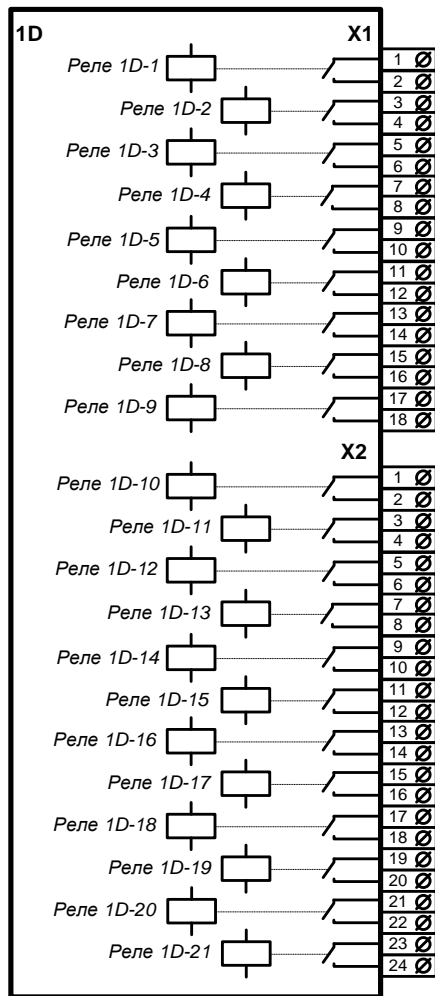 1D X1
Реле 1D-1 1
2
Реле 1D-2 3
4
Реле 1D-3 5
6
Реле 1D-4 7
8
Реле 1D-5 9
10
Реле 1D-6 11
12
Реле 1D-7 13
14
Реле 1D-8 15
16
Реле 1D-9 17
18
X2
Реле 1D-10 1
2
Реле 1D-11 3
4
Реле 1D-12 5
6
Реле 1D-13 7
8
Реле 1D-14 9
10
Реле 1D-15 11
12
Реле 1D-16 13
14
Реле 1D-17 15
16
Реле 1D-18 17
18
Реле 1D-19 19
20
Реле 1D-20 21
22
Реле 1D-21 23
24